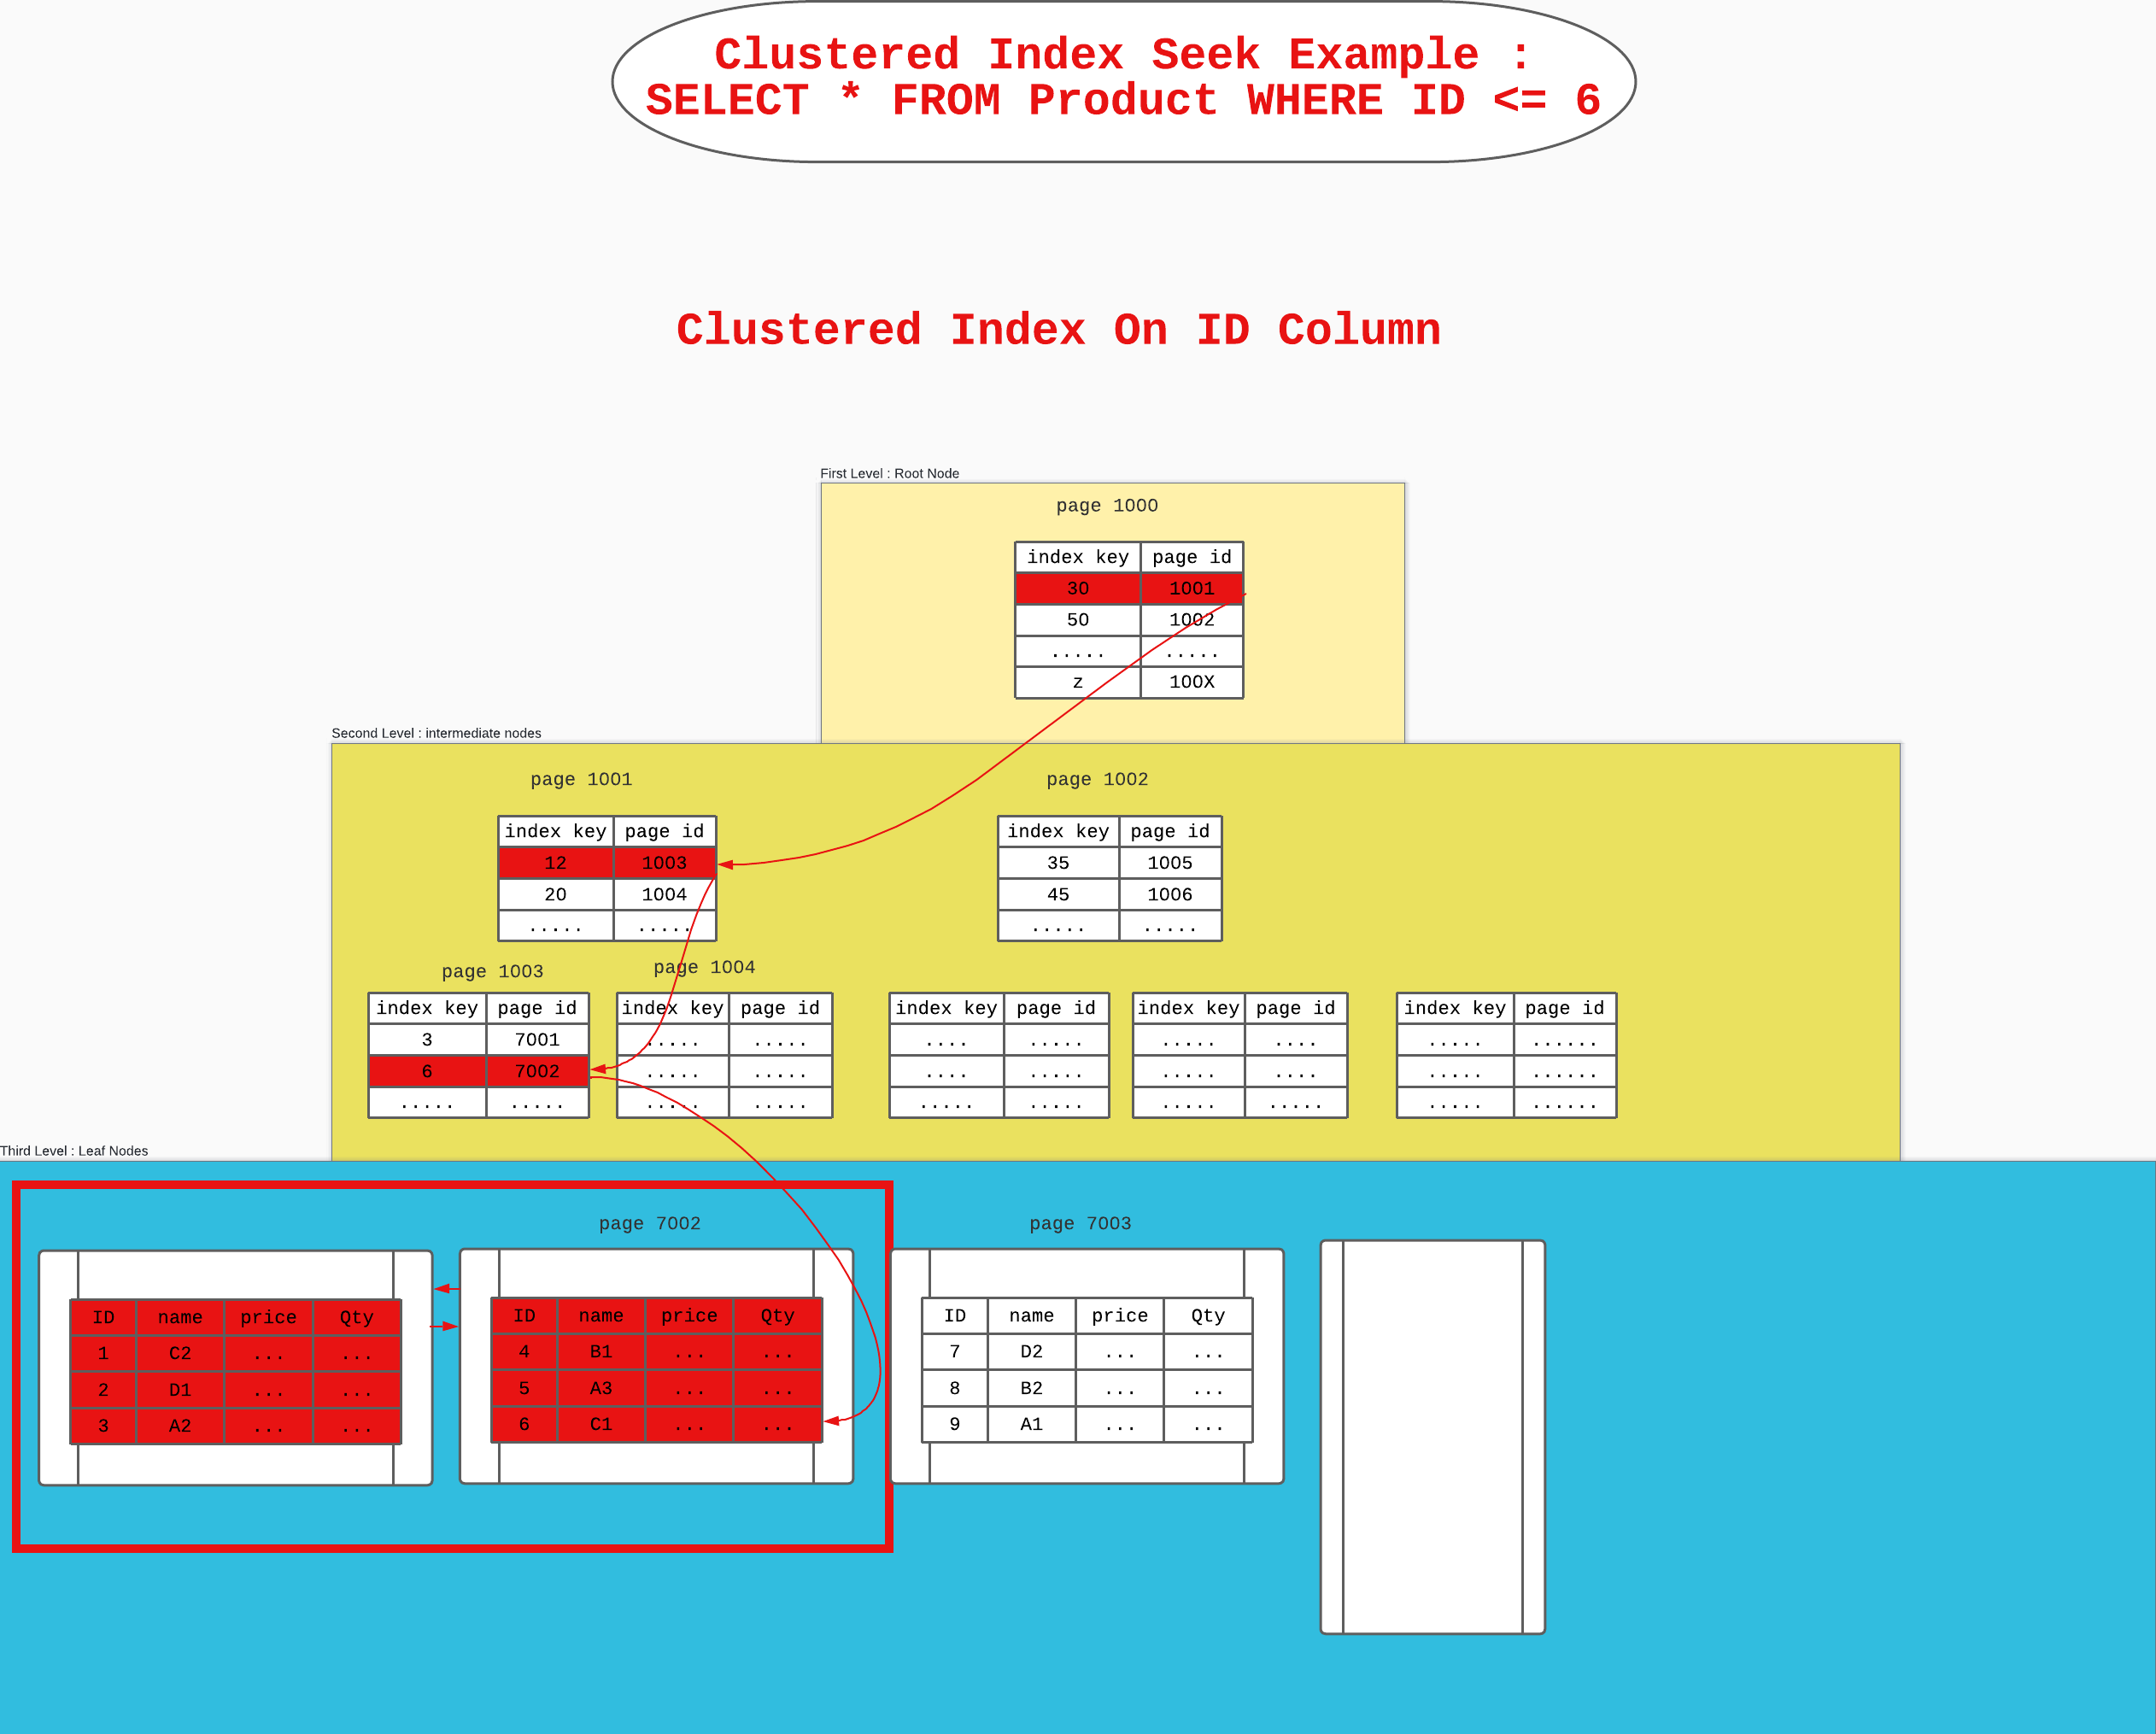 Clustered Index Seek Example :
SELECT * FROM Product WHERE ID <= 6
Clustered Index On ID Column
First Level : Root Node
page 1000
index key page id
30 1001
50 1002
..... .....
z 100X
Second Level : intermediate nodes
page 1001
index key page id
12 1003
20 1004
..... .....
page 1002
index key page id
35 1005
45 1006
..... .....
page 1003
index key page id
3 7001
6 7002
..... .....
page 1004
index key page id
..... .....
..... .....
..... .....
index key page id
.... .....
.... .....
..... .....
index key page id
..... ....
..... ....
..... .....
index key page id
..... ......
..... ......
..... ......
Third Level : Leaf Nodes
ID name price Qty
1 C2 ... ...
2 D1 ... ...
3 A2 ... ...
page 7002
ID name price Qty
4 B1 ... ...
5 A3 ... ...
6 C1 ... ...
page 7003
ID name price Qty
7 D2 ... ...
8 B2 ... ...
9 A1 ... ...